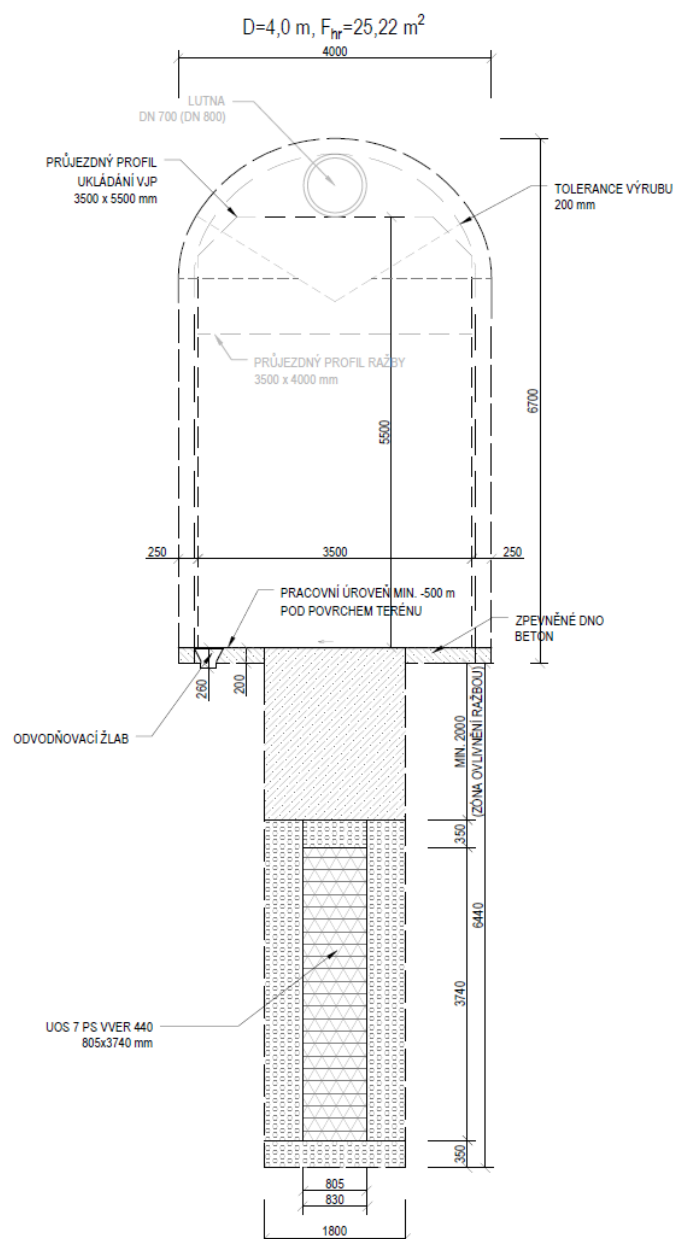 D=4,0 m, Fhr=25,22 m²
4000
LUTNA
DN 700 (DN 800)
PRŮJEZDNÝ PROFIL
UKLÁDÁNÍ VJP
3500 x 5500 mm
TOLERANCE VÝRUBU
200 mm
PRŮJEZDNÝ PROFIL RAŽBY
3500 x 4000 mm
6700
5500
250
3500
250
PRACOVNÍ ÚROVEŇ MIN. -500 m
POD POVRCHEM TERÉNU
ZPEVNĚNÉ DNO
BETON
260
200
ODVODŇOVACÍ ŽLAB
MIN. 2000
(ZÓNA OVLIVNĚNÍ RAŽBOU)
350
6440
3740
UOS 7 PS VVER 440
805x3740 mm
350
805
830
1800